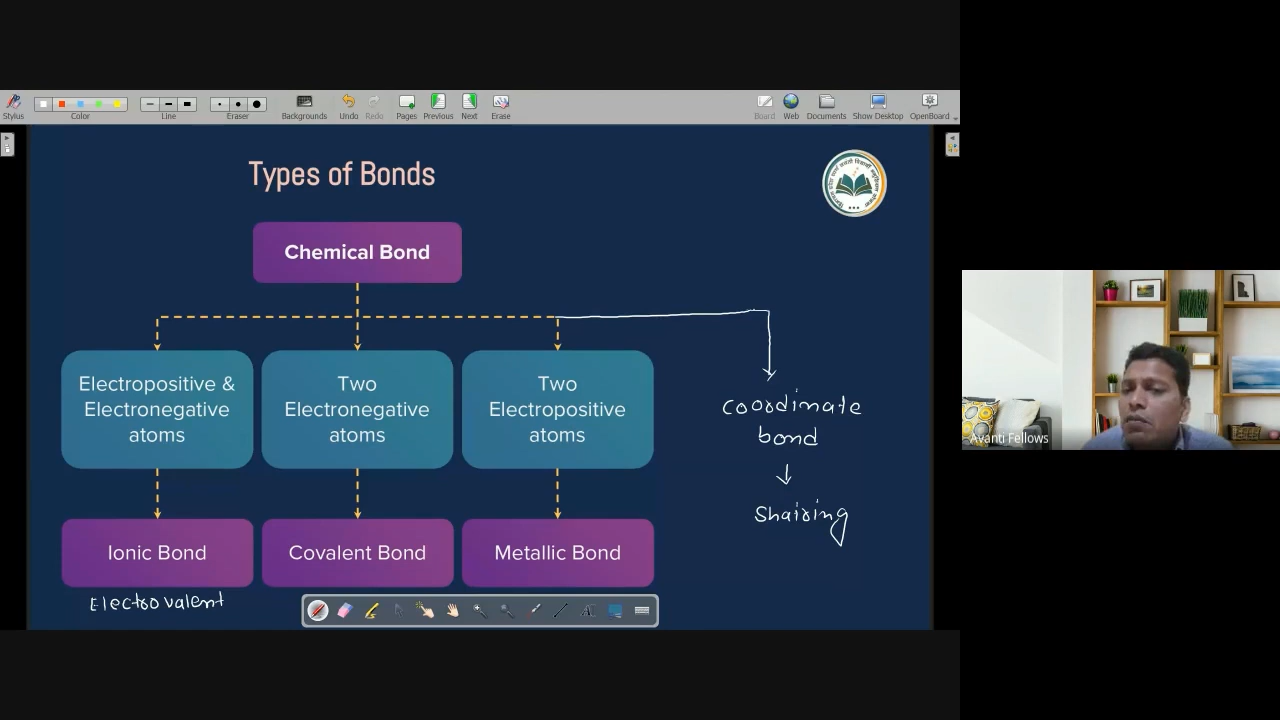 Stylus
Color
Line
Eraser
Backgrounds
Undo
Redo
Pages
Previous
Next
Erase
Board
Web
Documents
Show Desktop
OpenBoard
Types of Bonds
Chemical Bond
Electropositive &
Electronegative
atoms
Two
Electronegative
atoms
Two
Electropositive
atoms
Coordinate
bond
Shairing
Ionic Bond
Covalent Bond
Metallic Bond
Electrovalent
Avanti Fellows